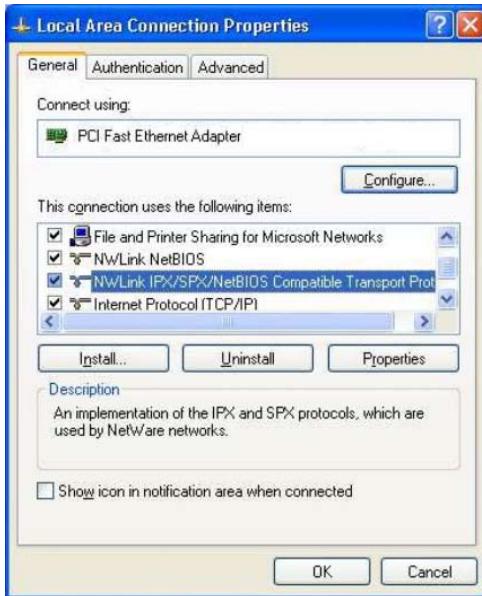 Local Area Connection Properties
General Authentication Advanced
Connect using:
PCI Fast Ethernet Adapter
Configure...
This connection uses the following items:
File and Printer Sharing for Microsoft Networks
NWLink NetBIOS
NWLink IPX/SPX/NetBIOS Compatible Transport Prot
Internet Protocol (TCP/IP)
Install... Uninstall Properties
Description
An implementation of the IPX and SPX protocols, which are
used by NetWare networks.
Show icon in notification area when connected
OK Cancel